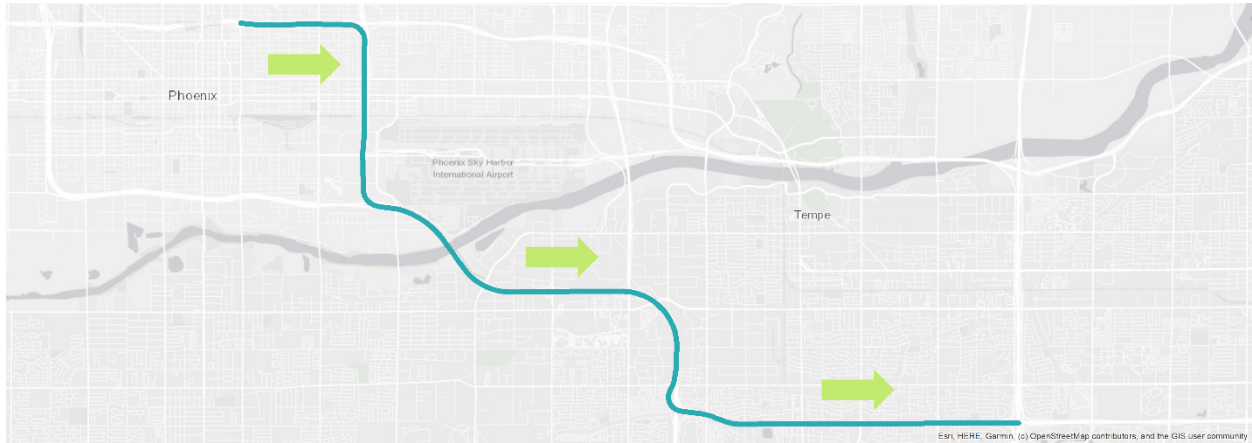 Phoenix
Phoenix Sky Harbor
International Airport
Tempe
Esri, HERE, Garmin, (c) OpenStreetMap contributors, and the GIS user community